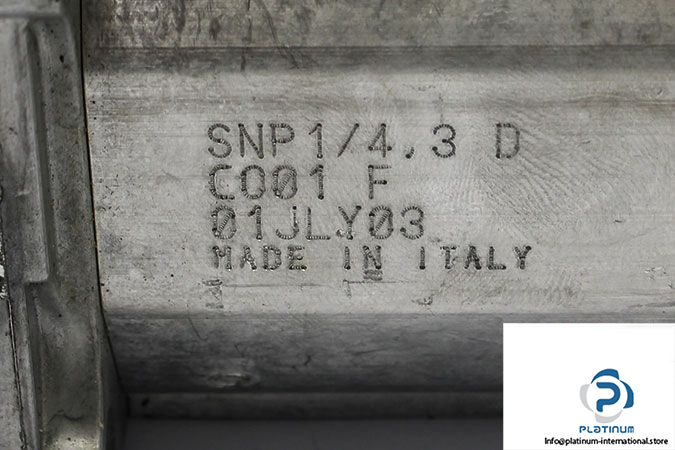 SNP1/4,3 D
C001 F
01JLY03
MADE IN ITALY
PLATINUM
Info@platinum-international.store